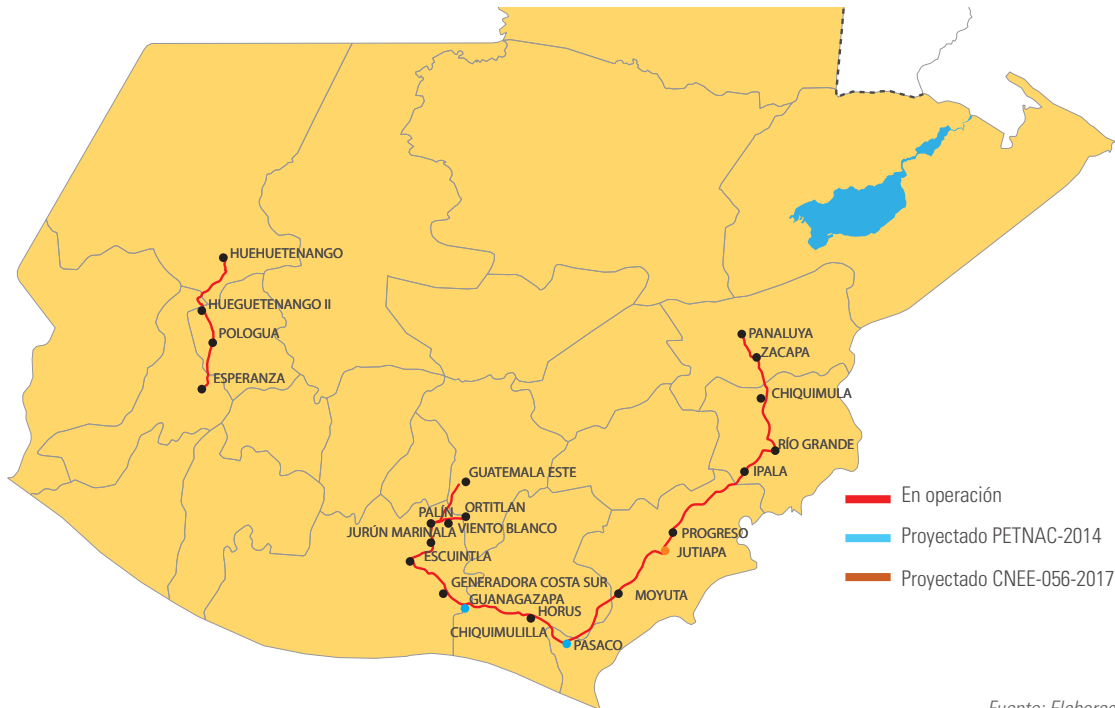 HUEHUETENANGO
HUEGUETENANGO II
POLOGUA
ESPERANZA
PANALUYA
ZACAPA
CHIQUIMULA
RÍO GRANDE
IPALA
GUATEMALA ESTE
ORTITLAN
PALÍN
VIENTO BLANCO
JURÚN MARINALA
ESCUINTLA
PROGRESO
JUTIAPA
GENERADORA COSTA SUR
GUANAGAZAPA
MOYUTA
HORUS
CHIQUIMULILLA
PASACO
En operación
Proyectado PETNAC-2014
Proyectado CNEE-056-2017
Fuente: